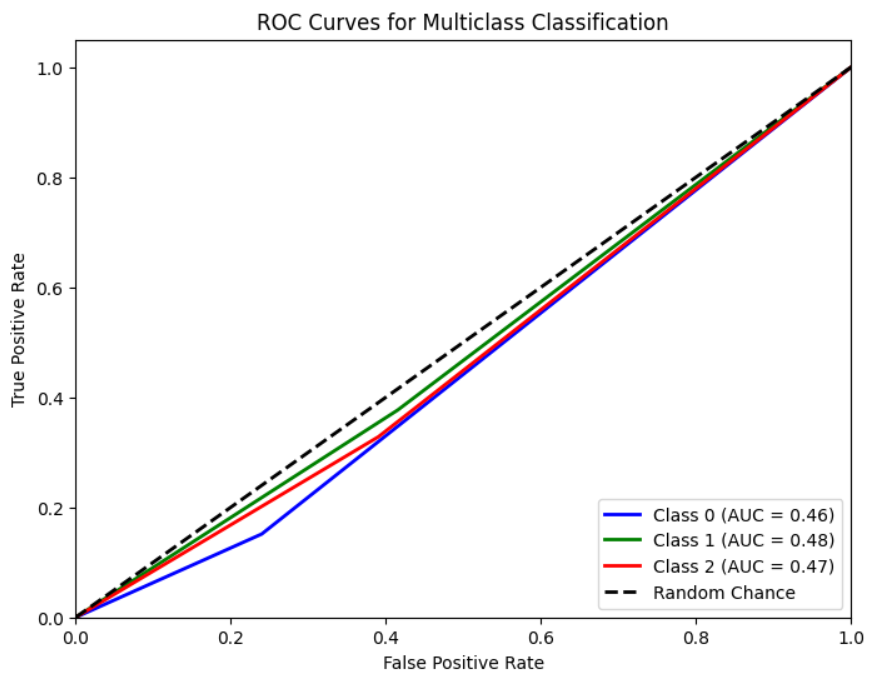 ROC Curves for Multiclass Classification
1.0
0.8
0.6
0.4
0.2
0.0
True Positive Rate
Class 0 (AUC = 0.46)
Class 1 (AUC = 0.48)
Class 2 (AUC = 0.47)
Random Chance
0.0 0.2 0.4 0.6 0.8 1.0
False Positive Rate